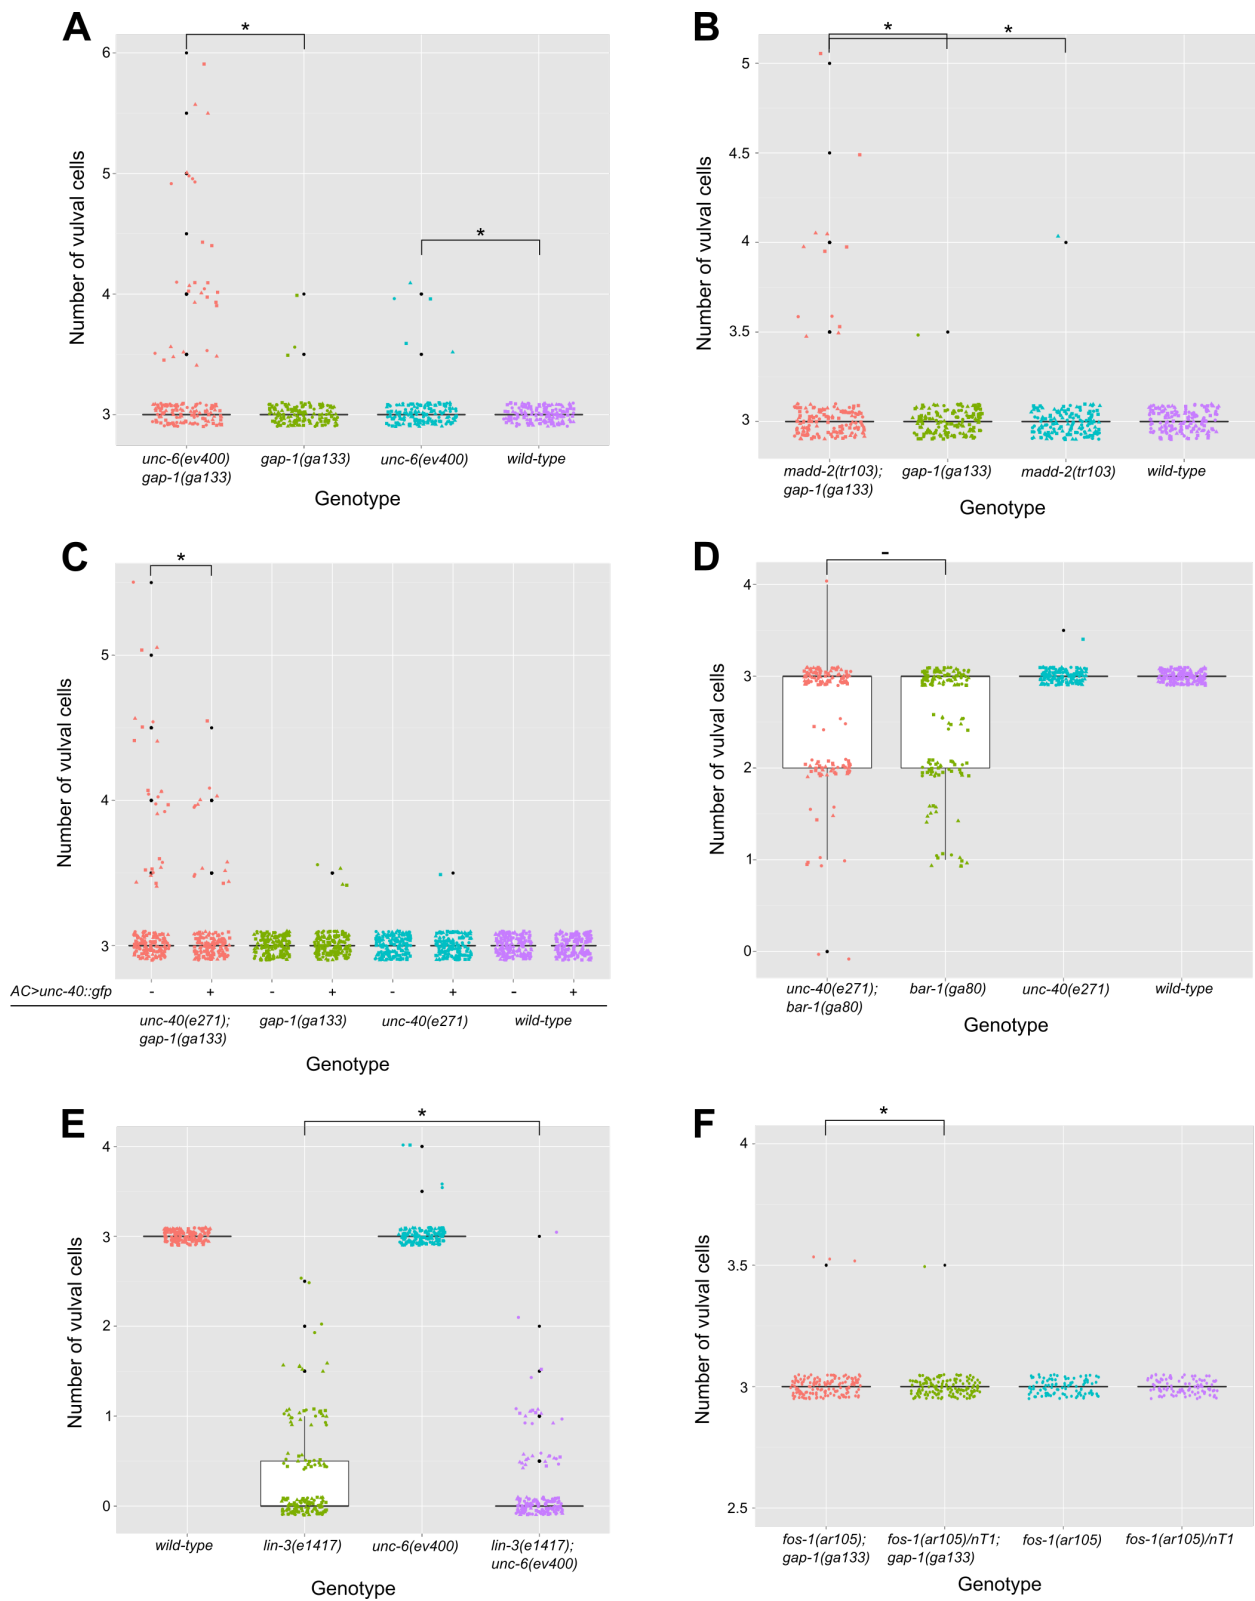 A
*
*
6
5
4
3
Number of vulval cells
unc-6(ev400)
gap-1(ga133)
gap-1(ga133)
unc-6(ev400)
wild-type
Genotype
B
*
*
5
4.5
4
3.5
3
Number of vulval cells
madd-2(tr103);
gap-1(ga133)
gap-1(ga133)
madd-2(tr103)
wild-type
Genotype
C
*
5
4
3
Number of vulval cells
AC>unc-40::gfp - + - + - + - +
unc-40(e271);
gap-1(ga133)
gap-1(ga133)
unc-40(e271)
wild-type
Genotype
D
-
4
3
2
1
0
Number of vulval cells
unc-40(e271);
bar-1(ga80)
bar-1(ga80)
unc-40(e271)
wild-type
Genotype
E
*
4
3
2
1
0
Number of vulval cells
wild-type
lin-3(e1417)
unc-6(ev400)
lin-3(e1417);
unc-6(ev400)
Genotype
F
*
4
3.5
3
2.5
Number of vulval cells
fos-1(ar105);
gap-1(ga133)
fos-1(ar105)/nT1;
gap-1(ga133)
fos-1(ar105)
fos-1(ar105)/nT1
Genotype